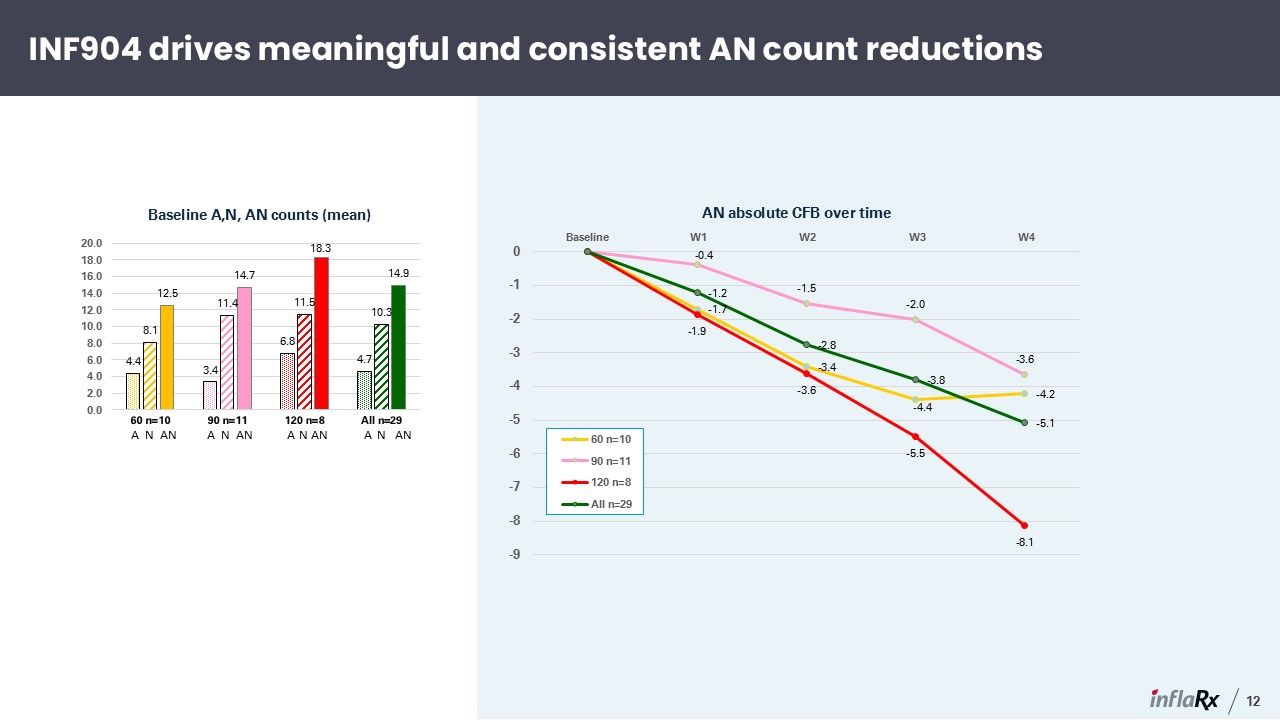 INF904 drives meaningful and consistent AN count reductions
Baseline A,N, AN counts (mean)
20.0
18.0
16.0
14.0
12.0
10.0
8.0
6.0
4.0
2.0
0.0
4.4
8.1
12.5
3.4
11.4
14.7
6.8
11.5
18.3
4.7
10.3
14.9
60 n=10
90 n=11
120 n=8
All n=29
A N AN
A N AN
A N AN
A N AN
AN absolute CFB over time
Baseline
W1
W2
W3
W4
0
-1
-2
-3
-4
-5
-6
-7
-8
-9
-0.4
-1.2
-1.7
-1.9
-1.5
-2.8
-3.4
-3.6
-2.0
-3.8
-4.4
-5.5
-3.6
-4.2
-5.1
-8.1
60 n=10
90 n=11
120 n=8
All n=29
inflaRx
12